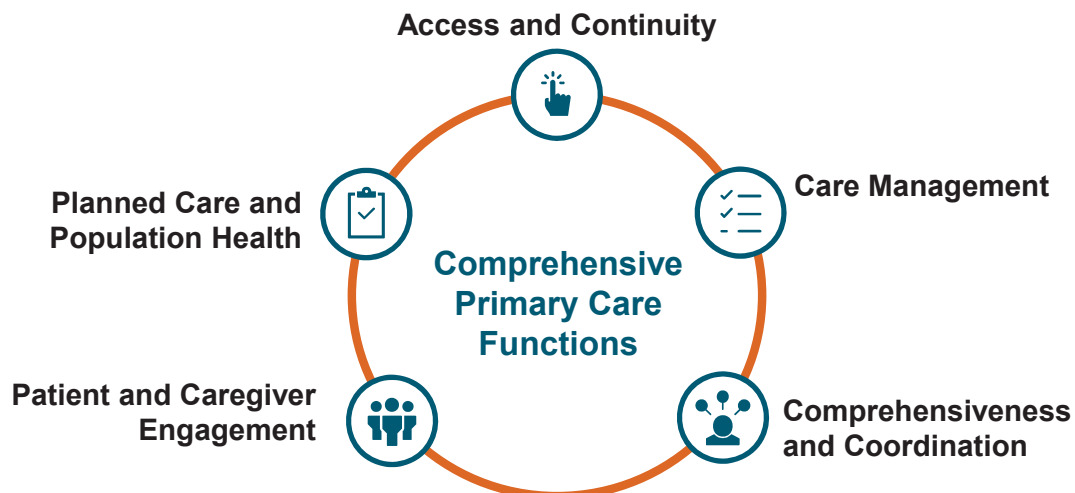 Access and Continuity
Care Management
Comprehensiveness
and Coordination
Patient and Caregiver
Engagement
Planned Care and
Population Health
Comprehensive
Primary Care
Functions